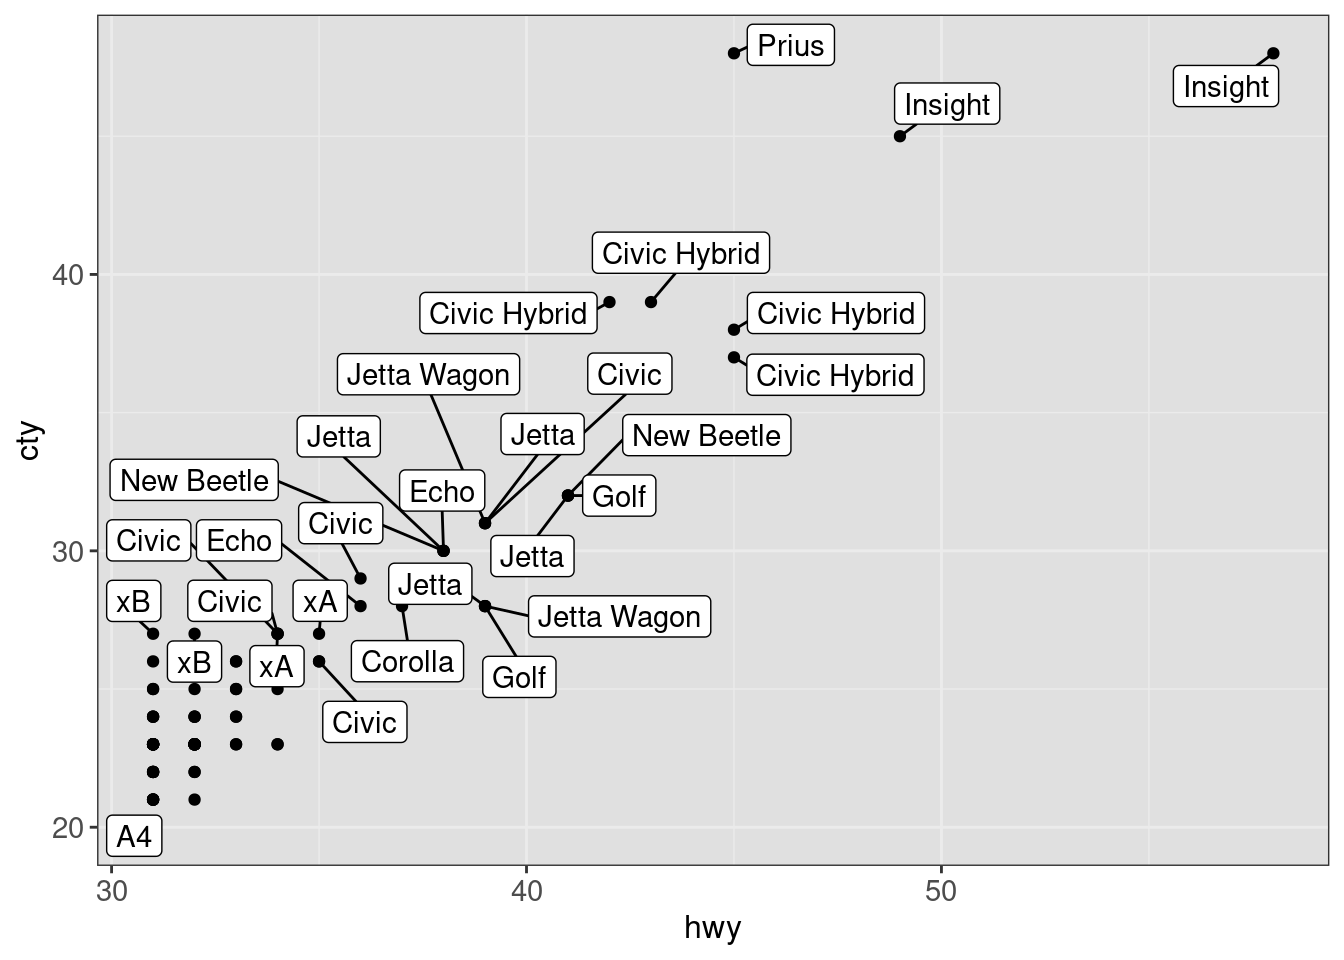 Prius
Insight
Insight
Civic Hybrid
40
Civic Hybrid
Civic Hybrid
Jetta Wagon
Civic
Civic Hybrid
Jetta
Jetta
New Beetle
cty
New Beetle
Echo
Golf
Civic
Civic
Echo
30
Jetta
xB
Civic
xA
Jetta
Jetta Wagon
xB
xA
Corolla
Golf
Civic
20
A4
30
40
50
hwy